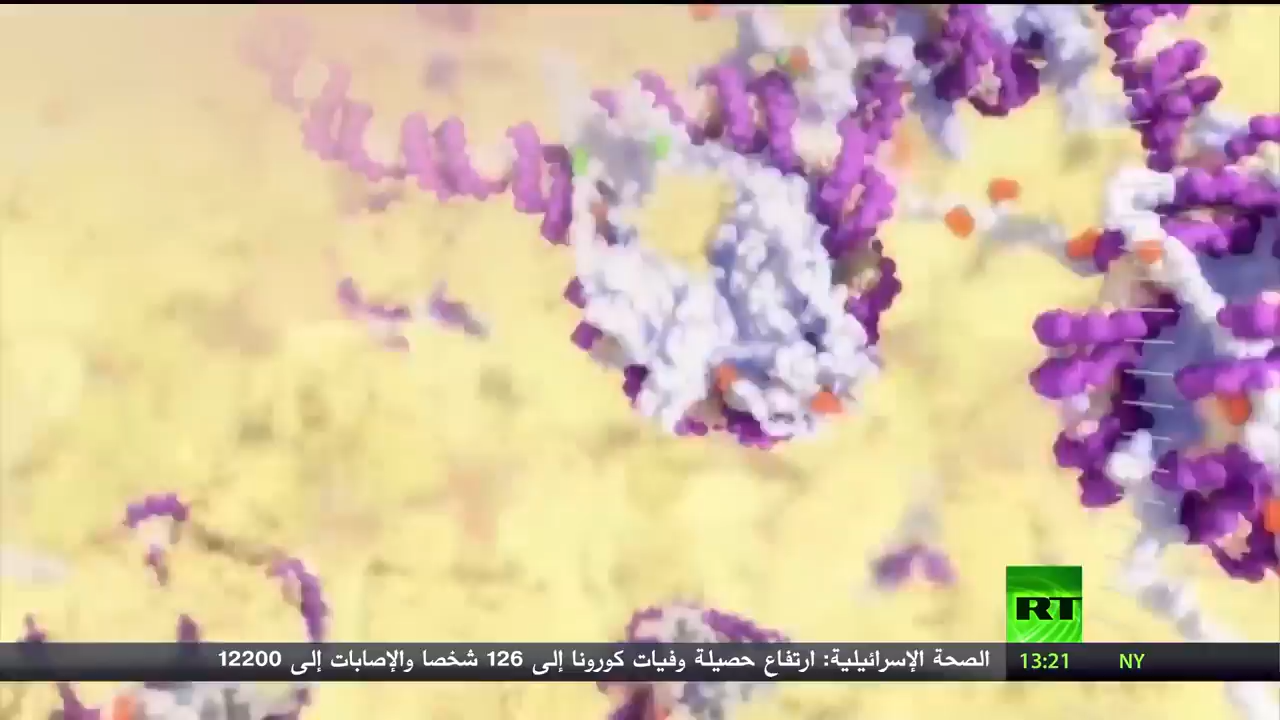 RT
الصحة الإسرائيلية: ارتفاع حصيلة وفيات كورونا إلى 126 شخصا والإصابات إلى 12200
13:21 NY